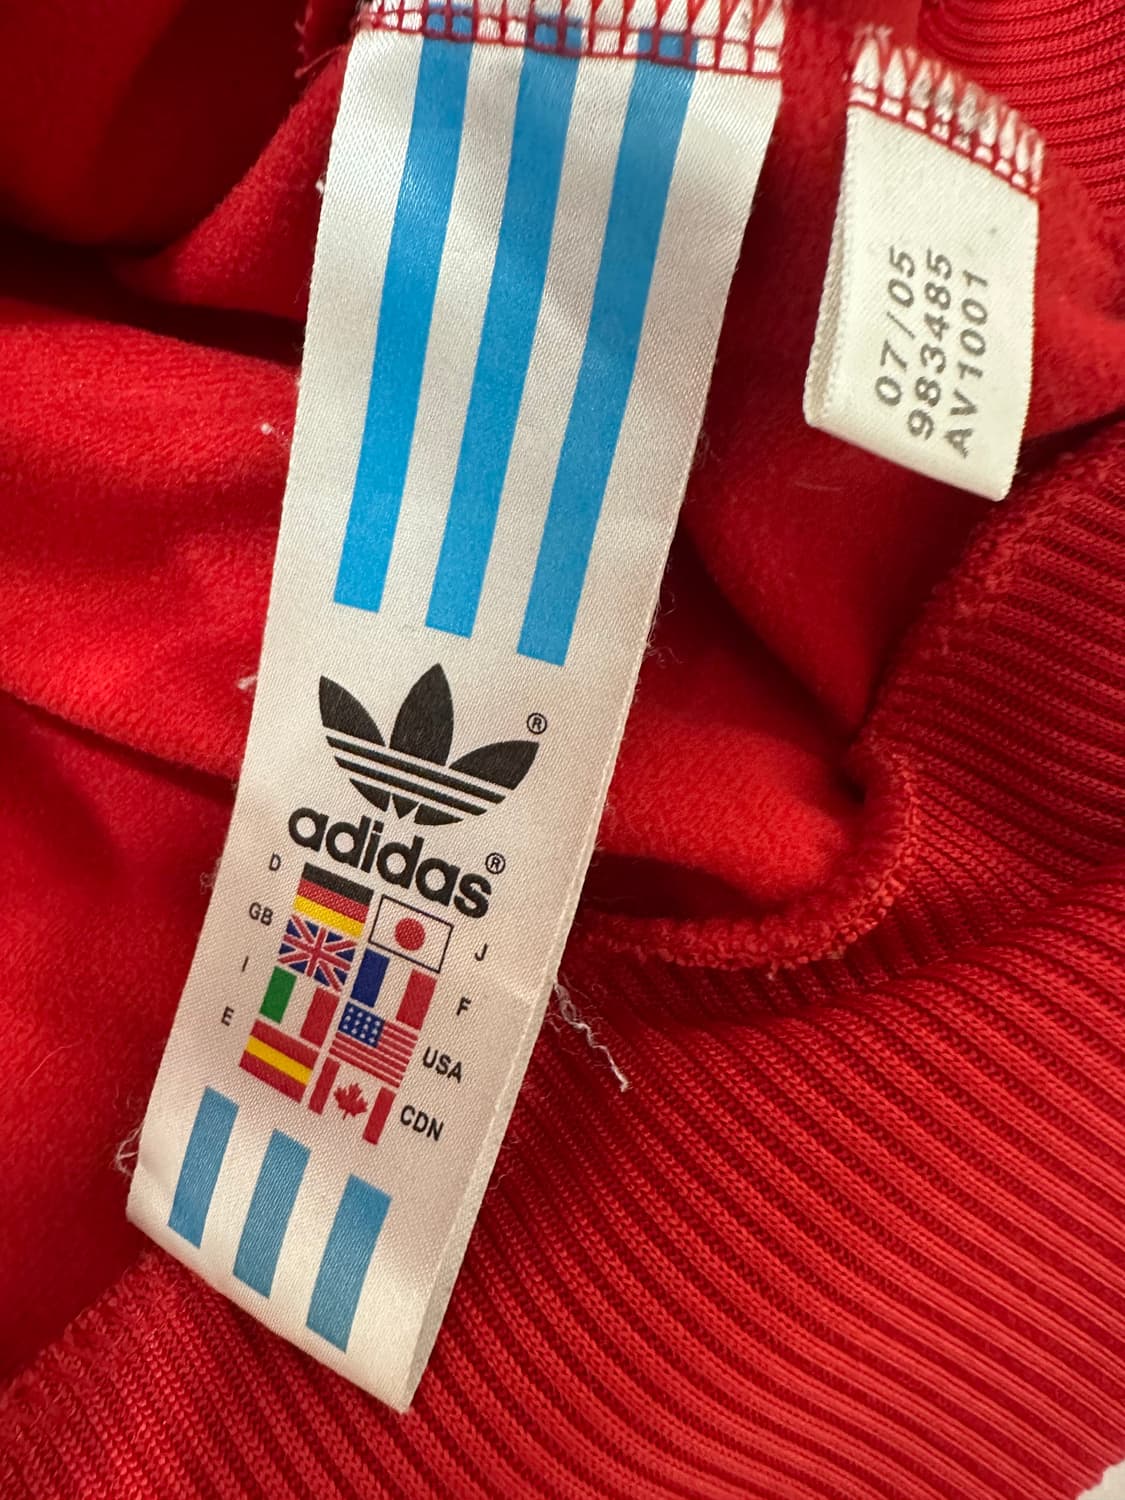 ®
adidas®
D
J
GB
F
I
USA
E
CDN
07/05
983485
AV1001